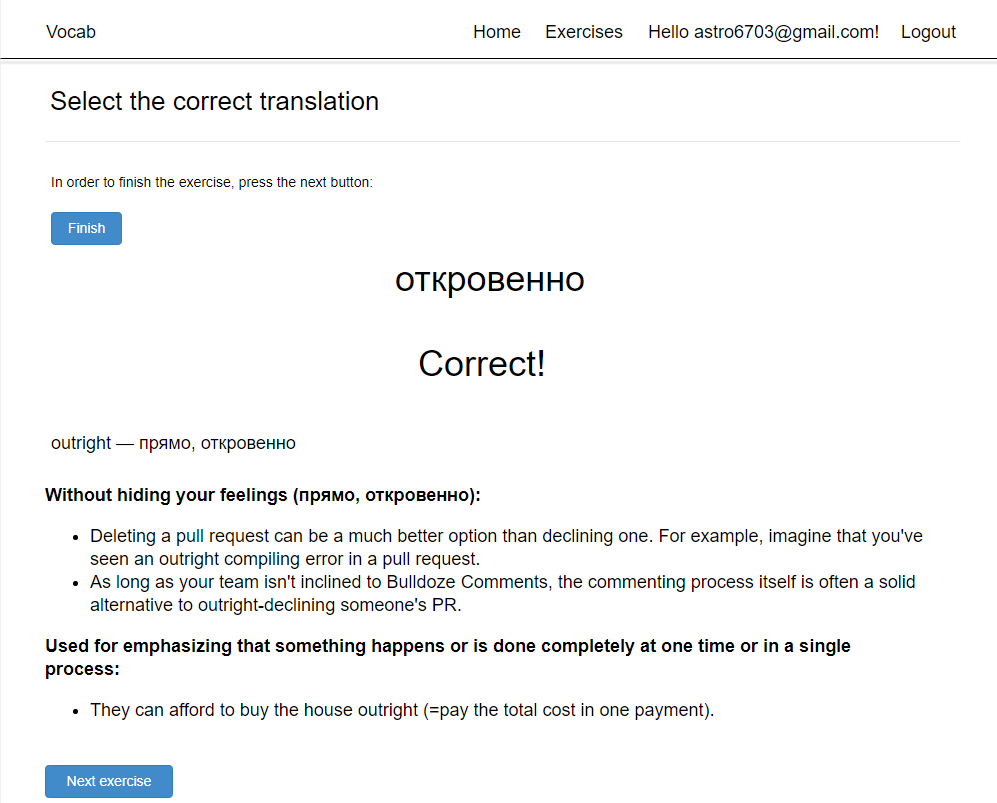 Vocab Home Exercises Hello astro6703@gmail.com! Logout
Select the correct translation
In order to finish the exercise, press the next button:
Finish
откровенно
Correct!
outright — прямо, откровенно
Without hiding your feelings (прямо, откровенно):
• Deleting a pull request can be a much better option than declining one. For example, imagine that you've
seen an outright compiling error in a pull request.
• As long as your team isn't inclined to Bulldoze Comments, the commenting process itself is often a solid
alternative to outright-declining someone's PR.
Used for emphasizing that something happens or is done completely at one time or in a single
process:
• They can afford to buy the house outright (=pay the total cost in one payment).
Next exercise